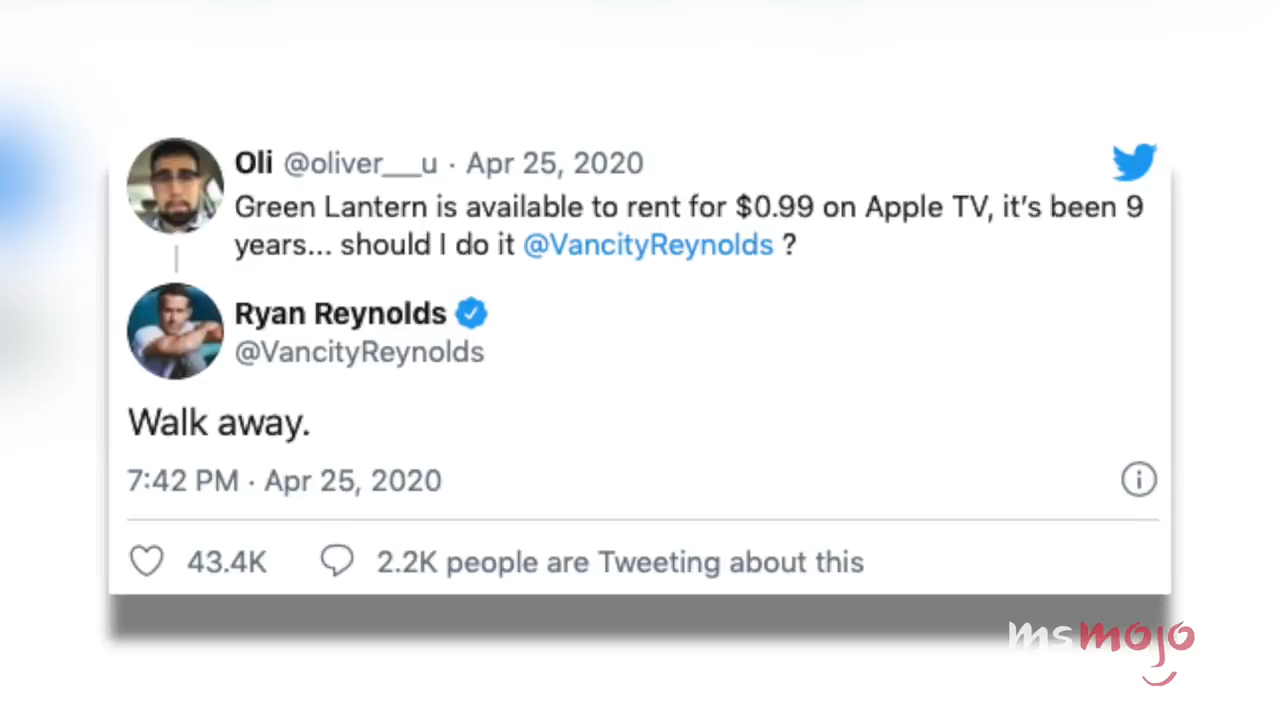 Oli @oliver___u · Apr 25, 2020
Green Lantern is available to rent for $0.99 on Apple TV, it's been 9
years... should I do it @VancityReynolds ?
Ryan Reynolds
@VancityReynolds
Walk away.
7:42 PM · Apr 25, 2020
43.4K 2.2K people are Tweeting about this
msmojo